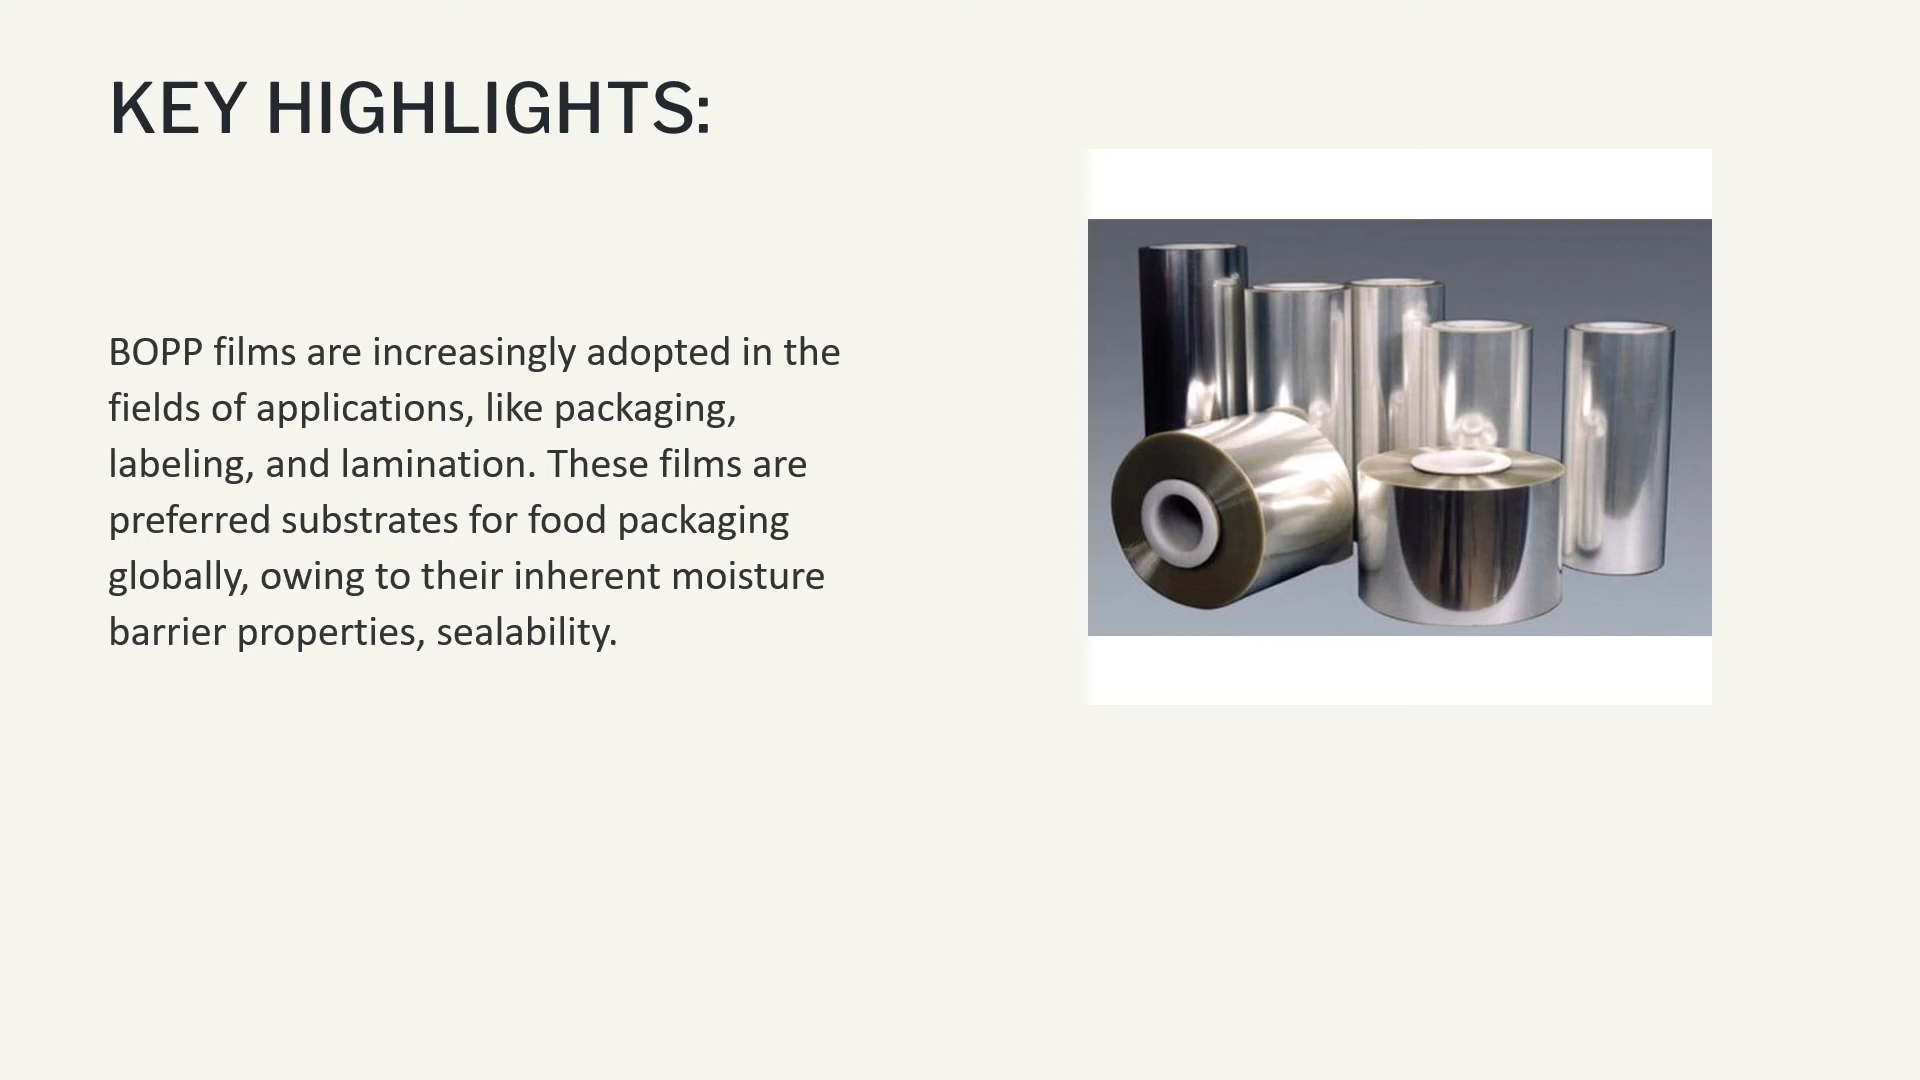 KEY HIGHLIGHTS:
BOPP films are increasingly adopted in the
fields of applications, like packaging,
labeling, and lamination. These films are
preferred substrates for food packaging
globally, owing to their inherent moisture
barrier properties, sealability.